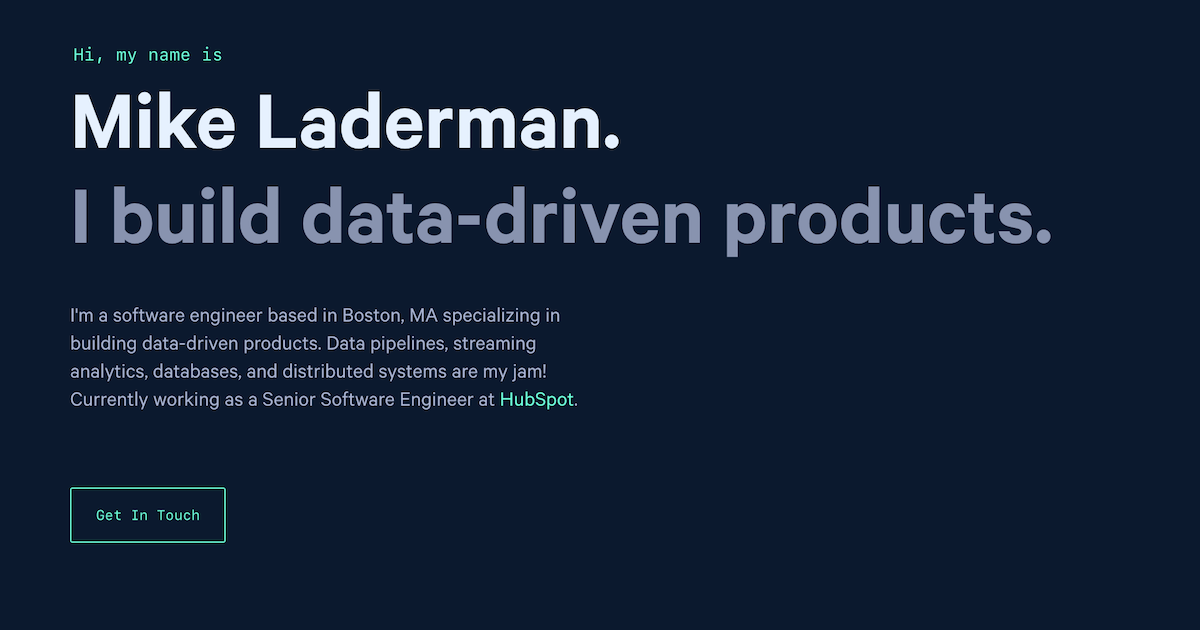 Hi, my name is
Mike Laderman.
I build data-driven products.
I'm a software engineer based in Boston, MA specializing in
building data-driven products. Data pipelines, streaming
analytics, databases, and distributed systems are my jam!
Currently working as a Senior Software Engineer at HubSpot.
Get In Touch